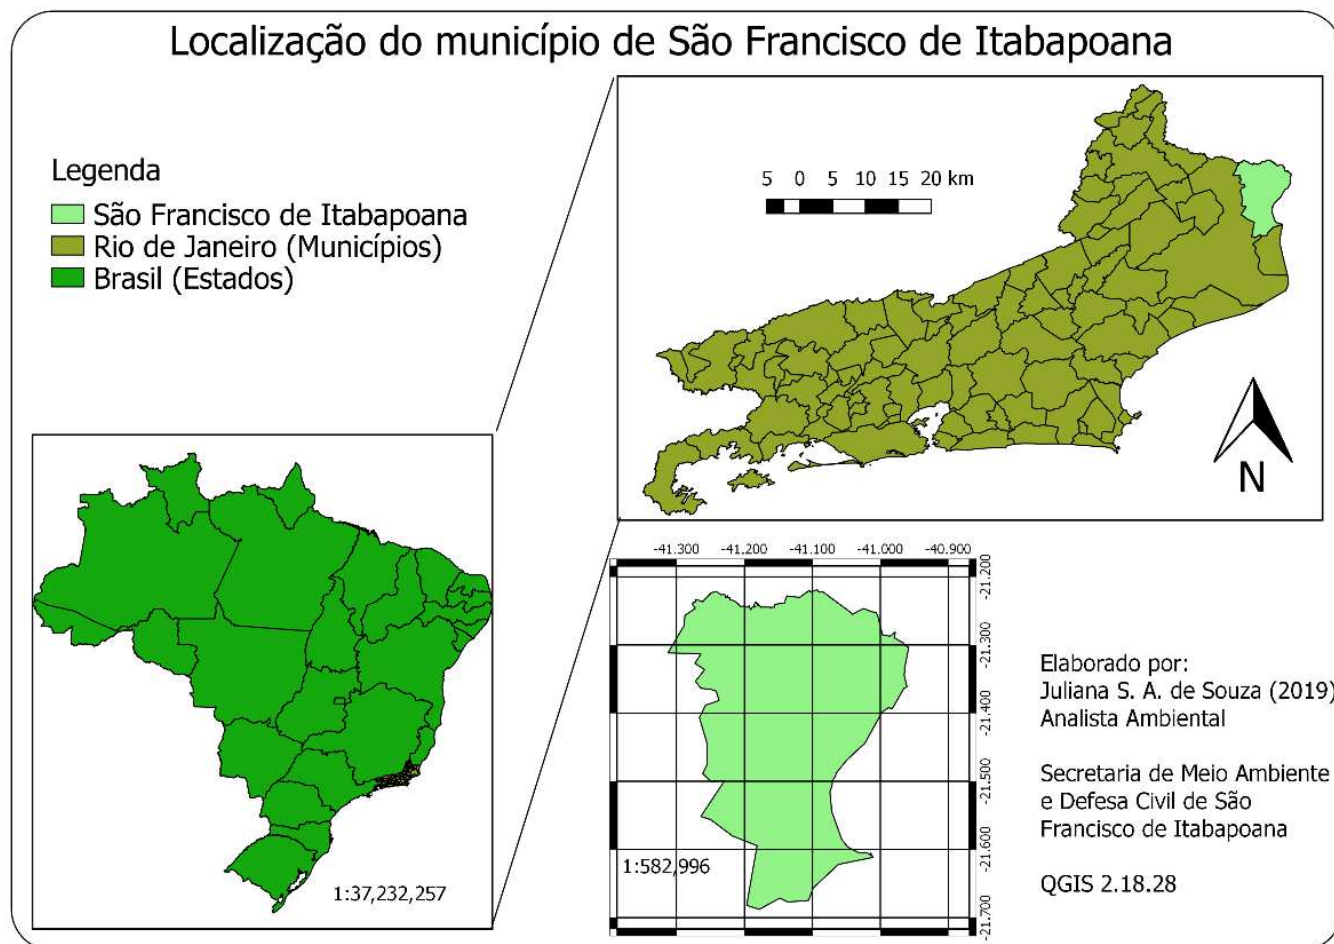 Localização do município de São Francisco de Itabapoana
Legenda
São Francisco de Itabapoana
Rio de Janeiro (Municípios)
Brasil (Estados)
5 0 5 10 15 20 km
N
1:37,232,257
-41.300 -41.200 -41.100 -41.000 -40.900
-21.200
-21.300
-21.400
-21.500
-21.600
-21.700
1:582,996
Elaborado por:
Juliana S. A. de Souza (2019)
Analista Ambiental
Secretaria de Meio Ambiente
e Defesa Civil de São
Francisco de Itabapoana
QGIS 2.18.28